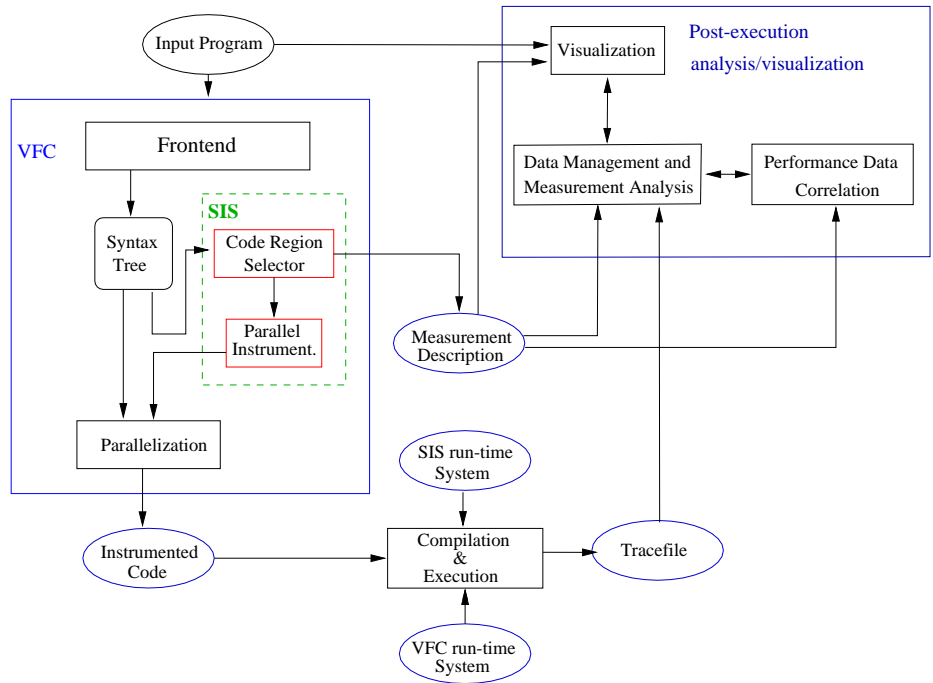 Input Program
Post-execution
analysis/visualization
Visualization
VFC
Frontend
Data Management and
Measurement Analysis
Performance Data
Correlation
SIS
Syntax
Tree
Code Region
Selector
Parallel
Instrument.
Measurement
Description
Parallelization
SIS run-time
System
Instrumented
Code
Compilation
&
Execution
Tracefile
VFC run-time
System